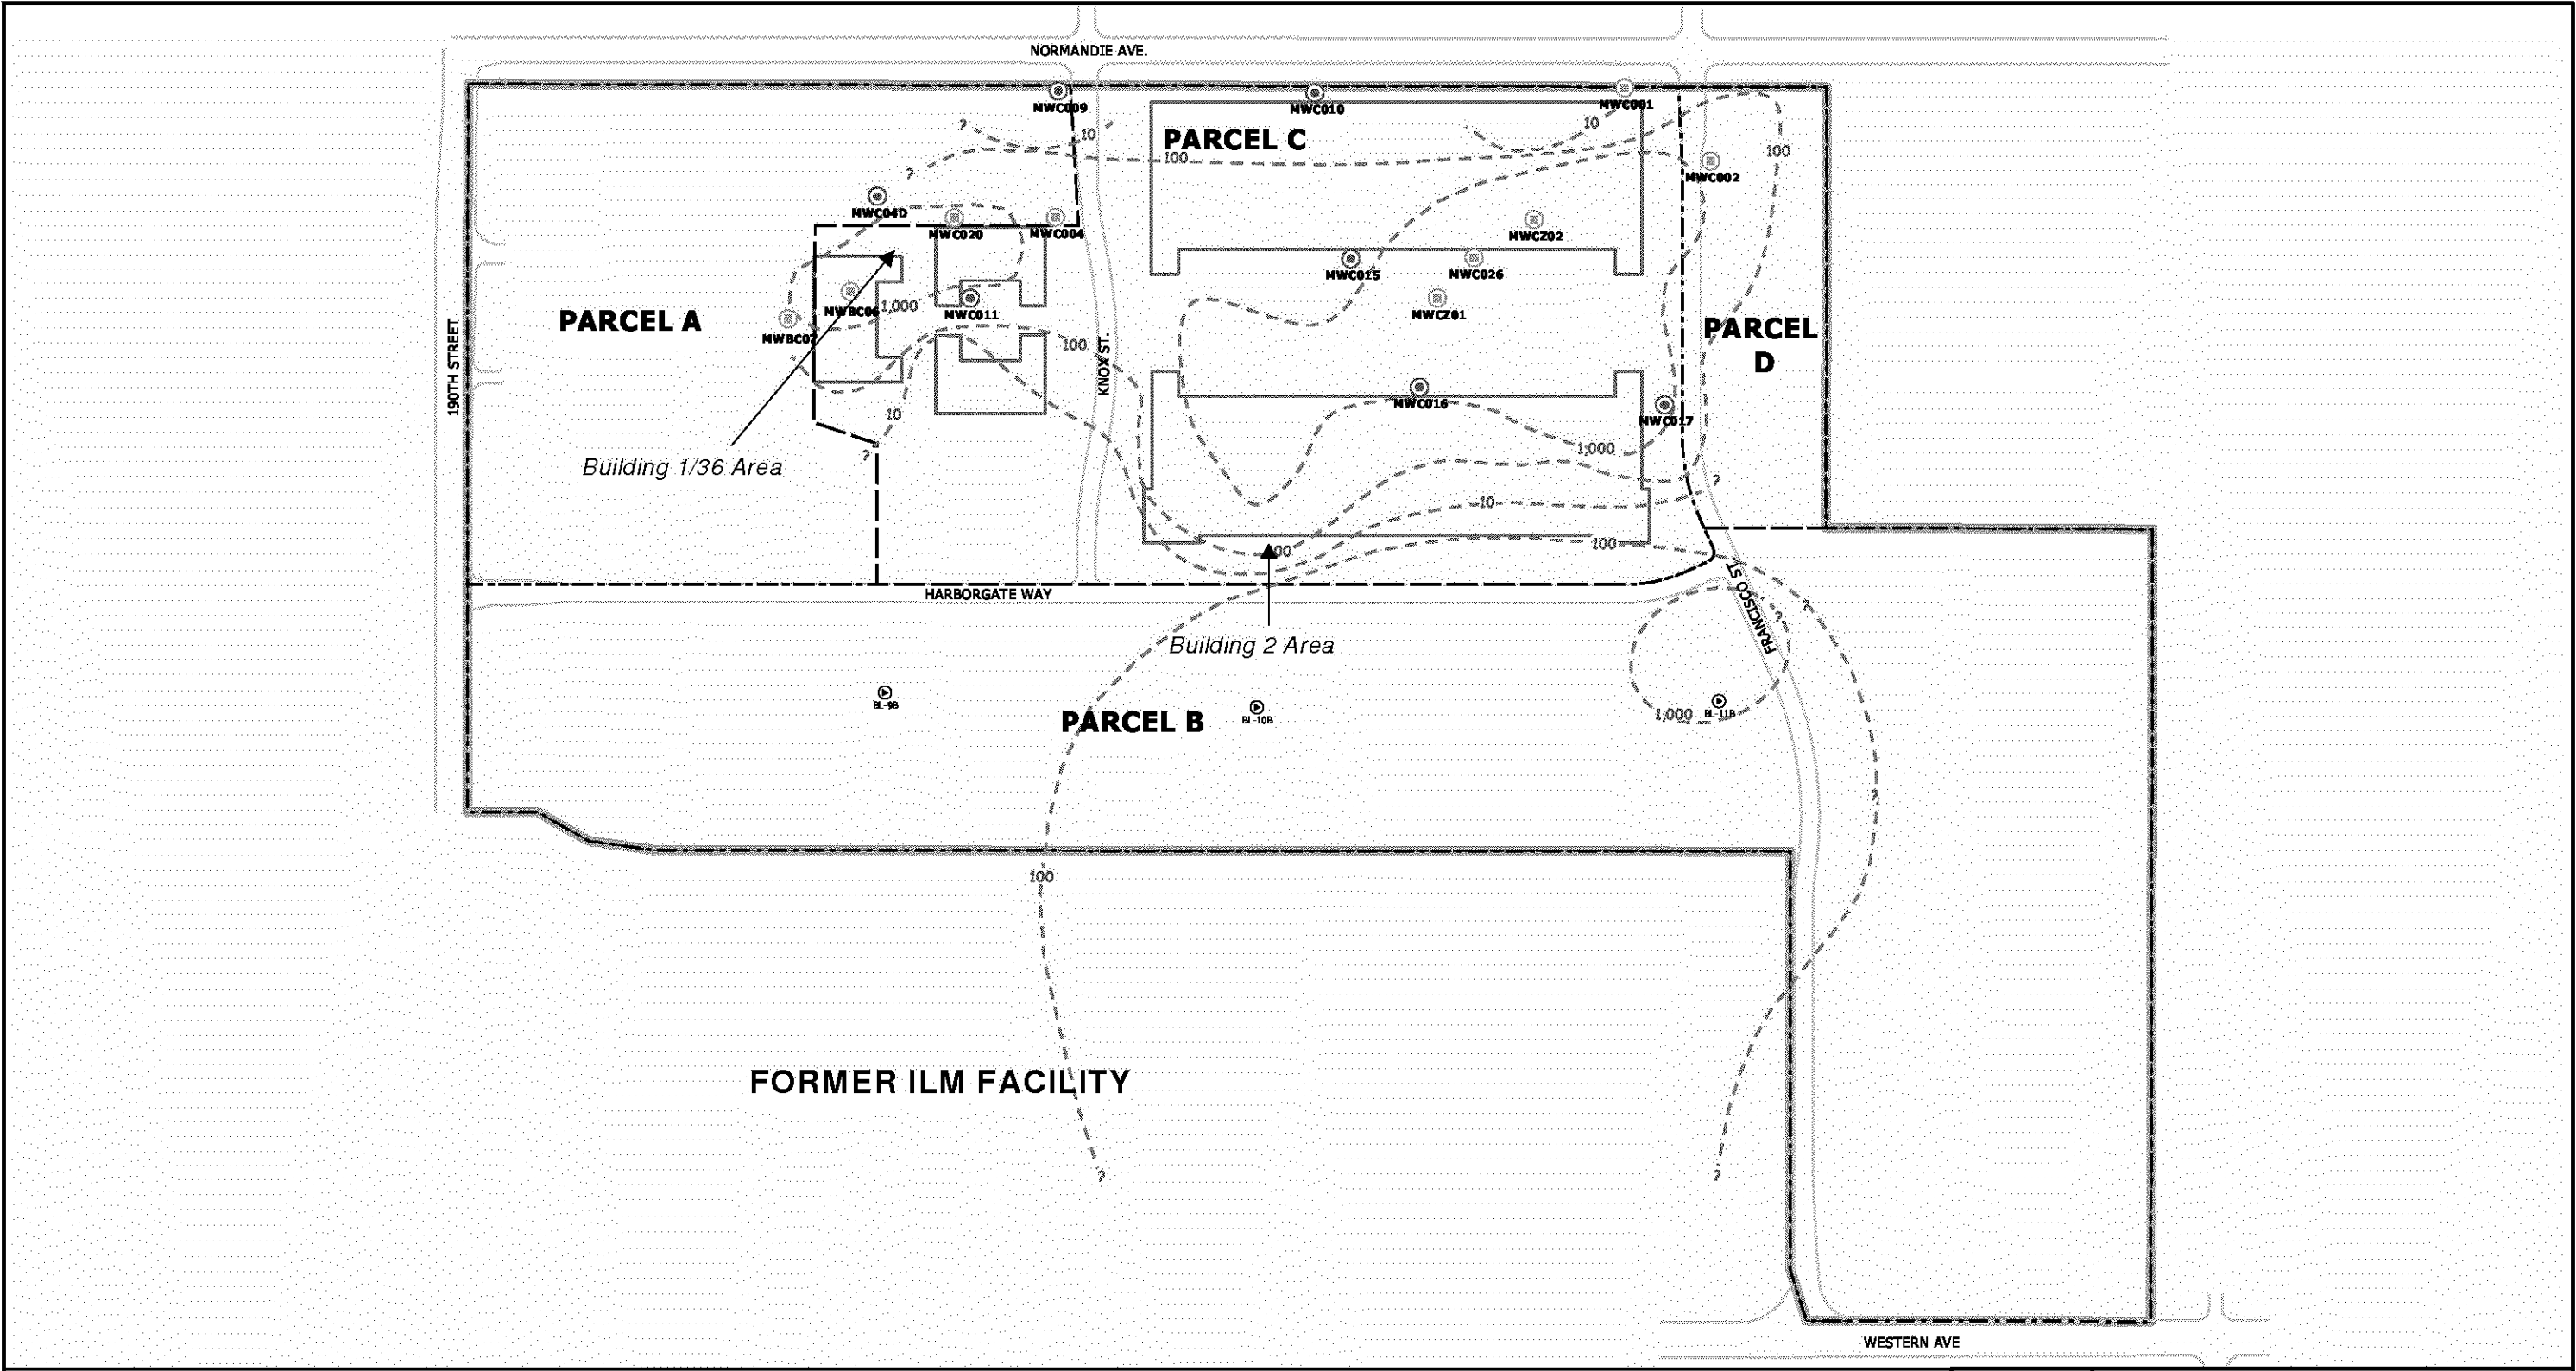 NORMANDIE AVE.
MWC009
MWC010
MWC001
?
10
PARCEL C
10
100
100
?
MWC002
MWC04D
MWC020
MWC004
MWCZ02
MWC015
MWC026
MWBC06
1,000
MWC011
MWCZ01
PARCEL A
PARCEL
D
MWBC07
100
190TH STREET
KNOX ST.
MWC016
10
MWC017
?
1,000
Building 1/36 Area
?
10
100
HARBORGATE WAY
FRANCISCO ST.
?
?
Building 2 Area
BL-9B
PARCEL B
BL-10B
1,000
BL-11B
?
100
FORMER ILM FACILITY
?
?
WESTERN AVE